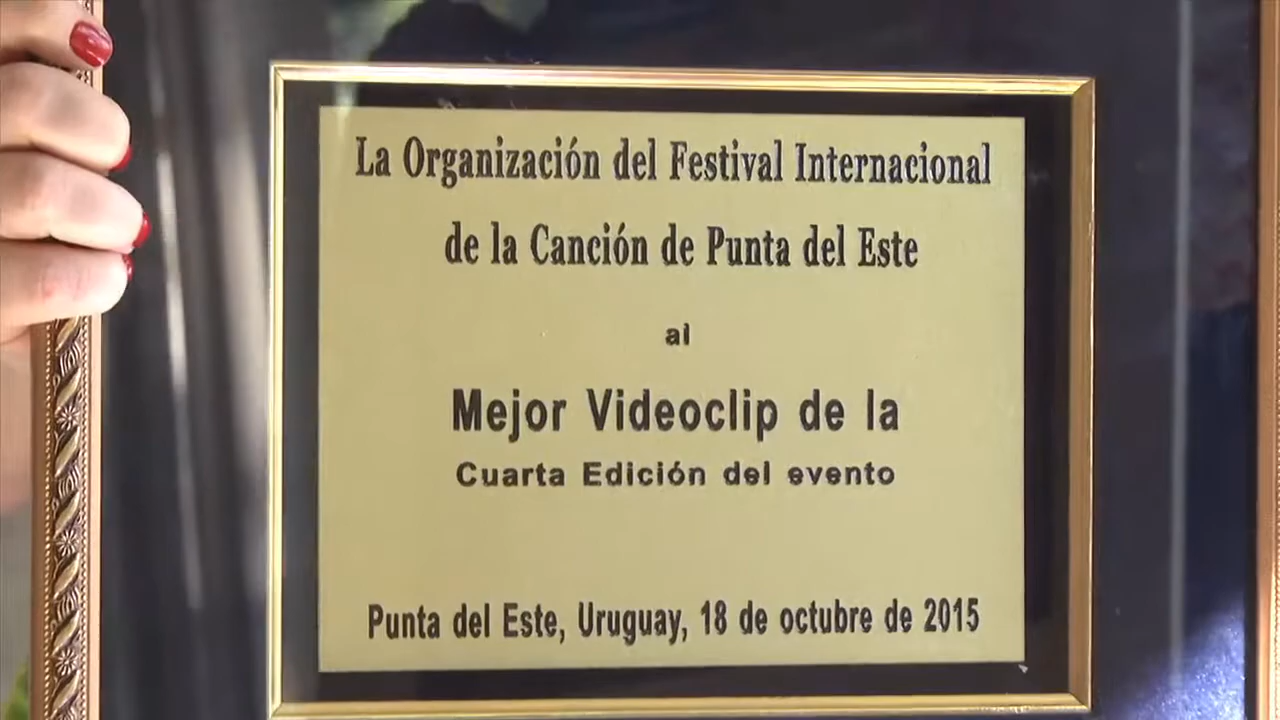 La Organización del Festival Internacional
de la Canción de Punta del Este
al
Mejor Videoclip de la
Cuarta Edición del evento
Punta del Este, Uruguay, 18 de octubre de 2015